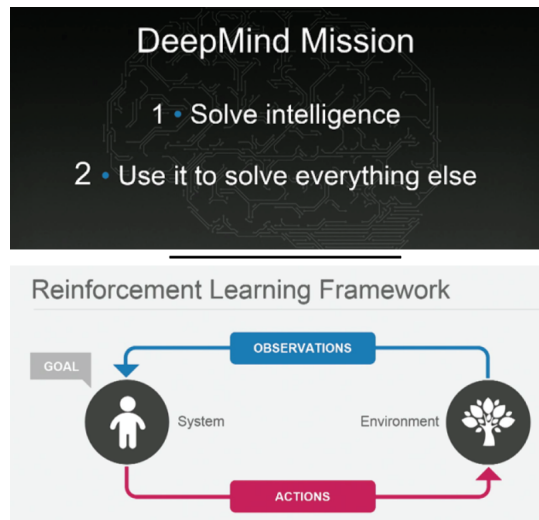 DeepMind Mission
1 • Solve intelligence
2 • Use it to solve everything else
Reinforcement Learning Framework
OBSERVATIONS
GOAL
System
Environment
ACTIONS